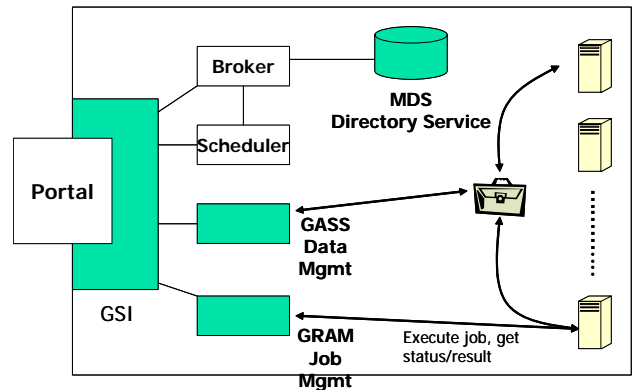 Broker
MDS
Directory Service
Scheduler
Portal
GASS
Data
Mgmt
GSI
GRAM
Job
Mgmt
Execute job, get
status/result